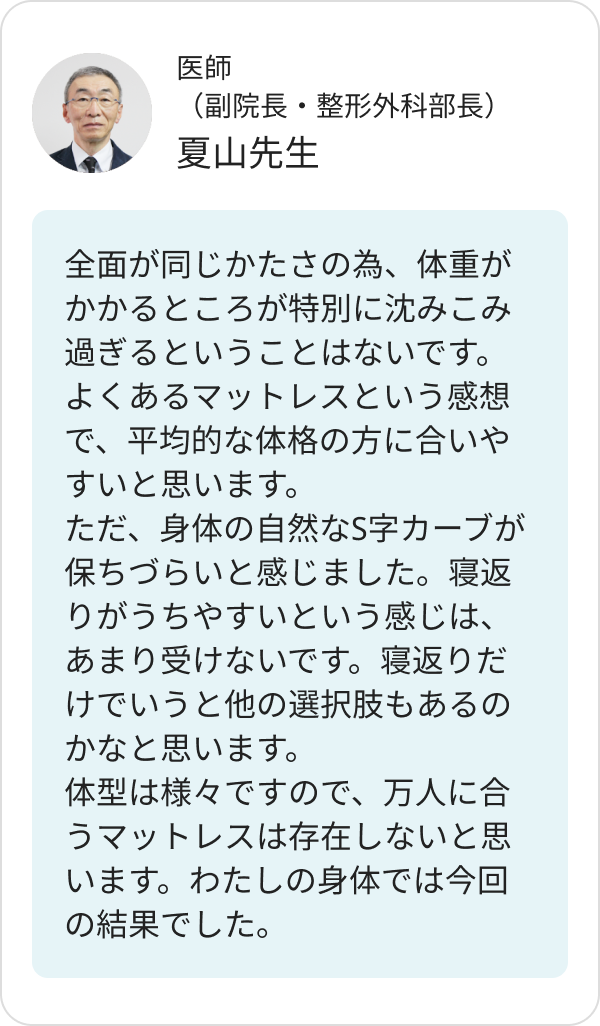 医師
（副院長・整形外科部長）
夏山先生
全面が同じかたさの為、体重が
かかるところが特別に沈みこみ
過ぎるということはないです。
よくあるマットレスという感想
で、平均的な体格の方に合いや
すいと思います。
ただ、身体の自然なS字カーブが
保ちづらいと感じました。寝返
りがうちやすいという感じは、
あまり受けないです。寝返りだ
けでいうと他の選択肢もあるの
かなと思います。
体型は様々ですので、万人に合
うマットレスは存在しないと思
います。わたしの身体では今回
の結果でした。